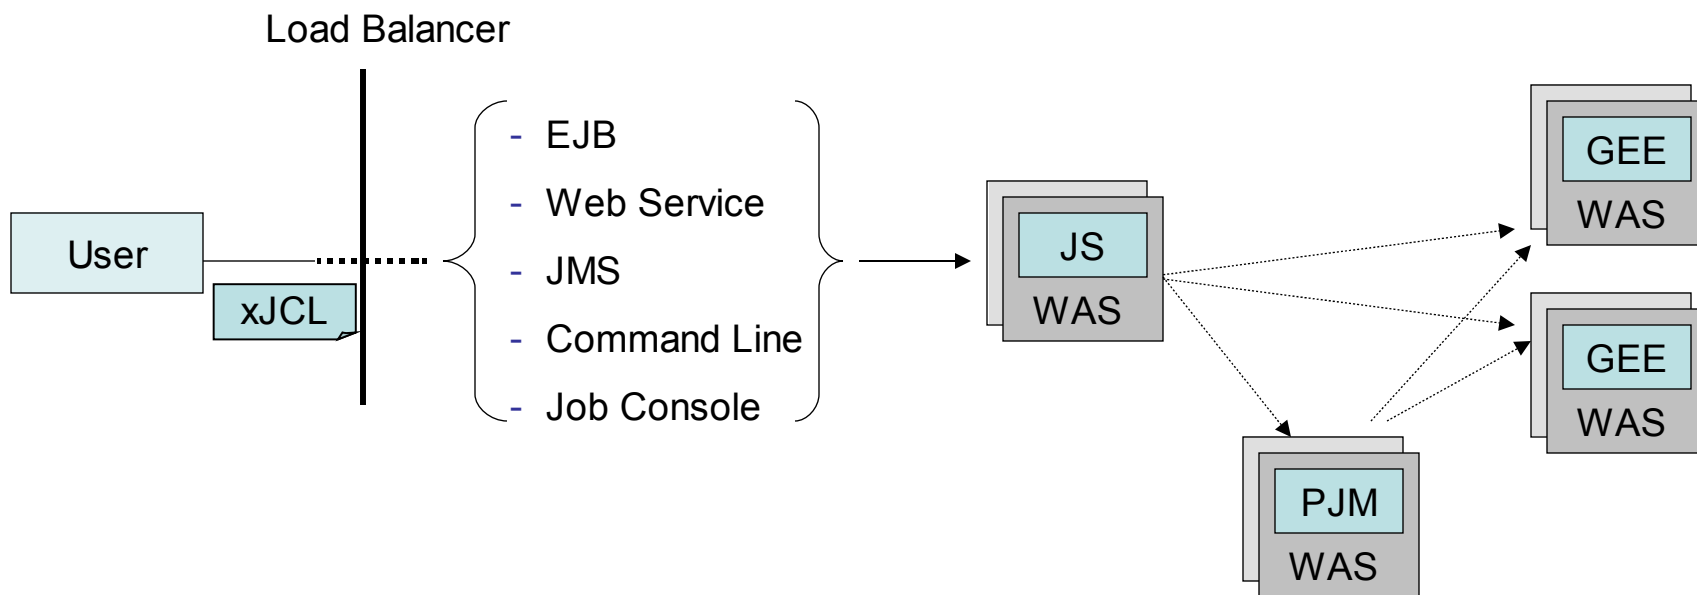 Load Balancer
User
xJCL
- EJB
- Web Service
- JMS
- Command Line
- Job Console
JS
WAS
GEE
WAS
GEE
WAS
PJM
WAS